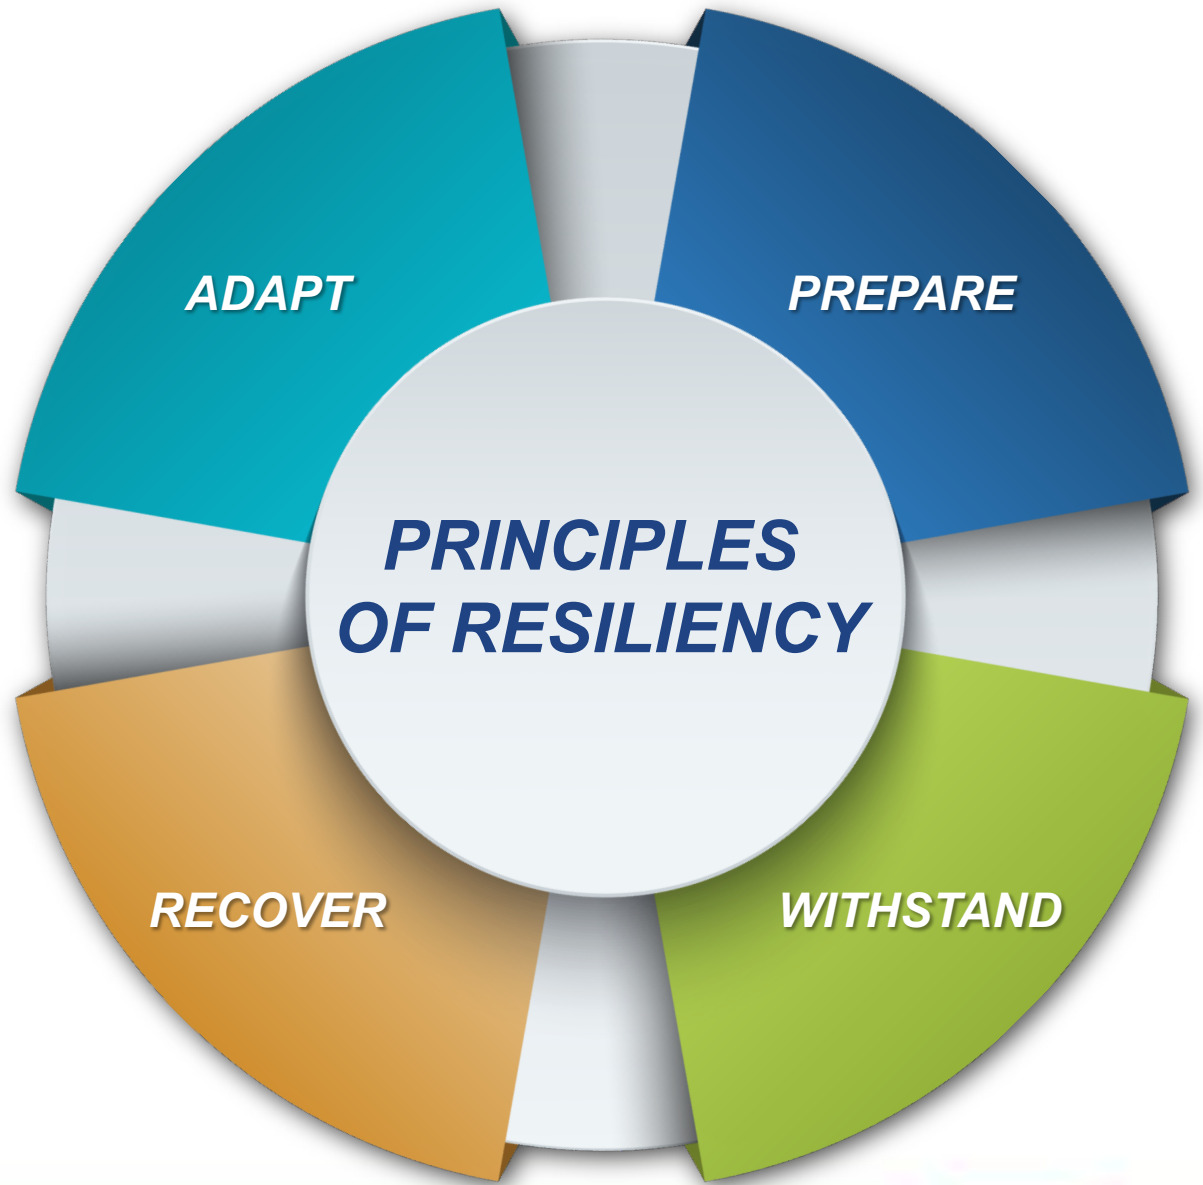 ADAPT
PREPARE
PRINCIPLES
OF RESILIENCY
RECOVER
WITHSTAND